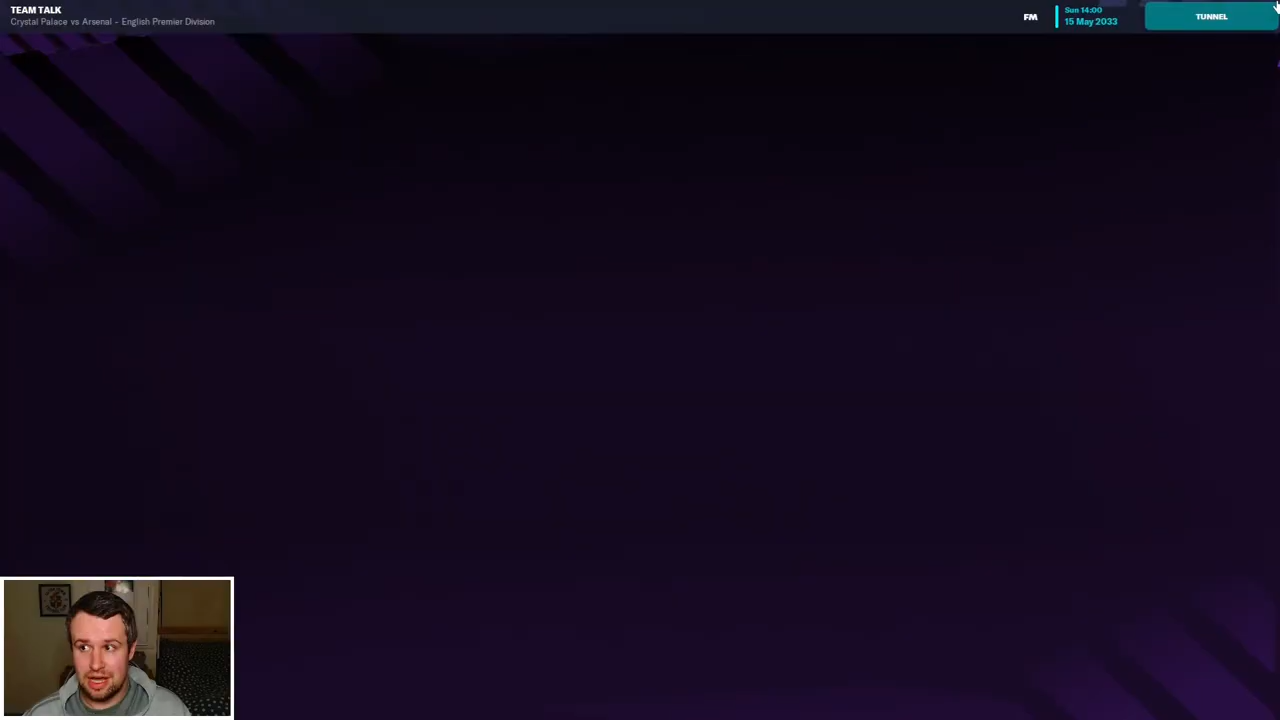 TEAM TALK
Crystal Palace vs Arsenal - English Premier Division
FM
Sun 14:00
15 May 2033
TUNNEL